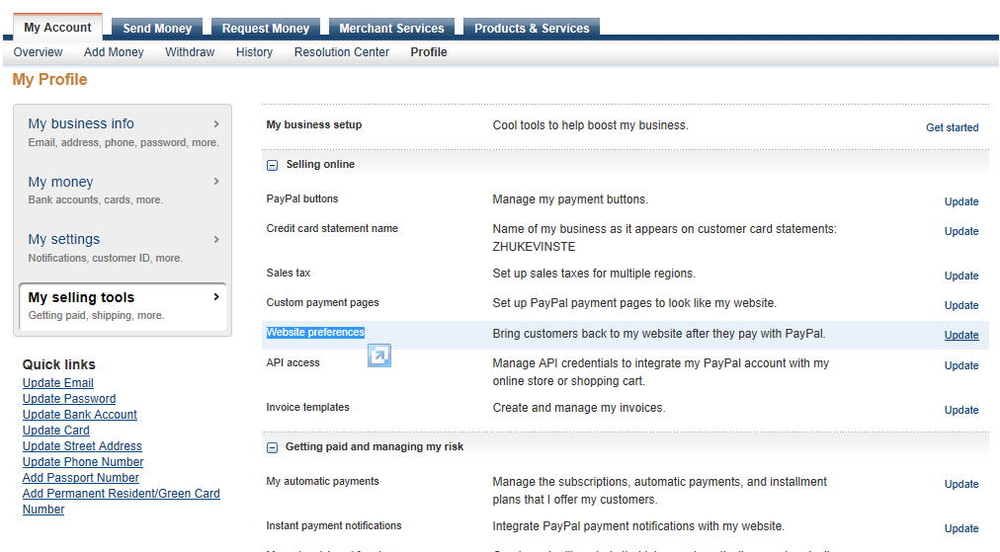 My Account
Send Money
Request Money
Merchant Services
Products & Services
Overview
Add Money
Withdraw
History
Resolution Center
Profile
My Profile
My business info
Email, address, phone, password, more.
My money
Bank accounts, cards, more.
My settings
Notifications, customer ID, more.
My selling tools
Getting paid, shipping, more.
Quick links
Update Email
Update Password
Update Bank Account
Update Card
Update Street Address
Update Phone Number
Add Passport Number
Add Permanent Resident/Green Card
Number
My business setup
Cool tools to help boost my business.
Get started
Selling online
PayPal buttons
Manage my payment buttons.
Update
Credit card statement name
Name of my business as it appears on customer card statements:
ZHUKEVINSTE
Update
Sales tax
Set up sales taxes for multiple regions.
Update
Custom payment pages
Set up PayPal payment pages to look like my website.
Update
Website preferences
Bring customers back to my website after they pay with PayPal.
Update
API access
Manage API credentials to integrate my PayPal account with my
online store or shopping cart.
Update
Invoice templates
Create and manage my invoices.
Update
Getting paid and managing my risk
My automatic payments
Manage the subscriptions, automatic payments, and installment
plans that I offer my customers.
Update
Instant payment notifications
Integrate PayPal payment notifications with my website.
Update